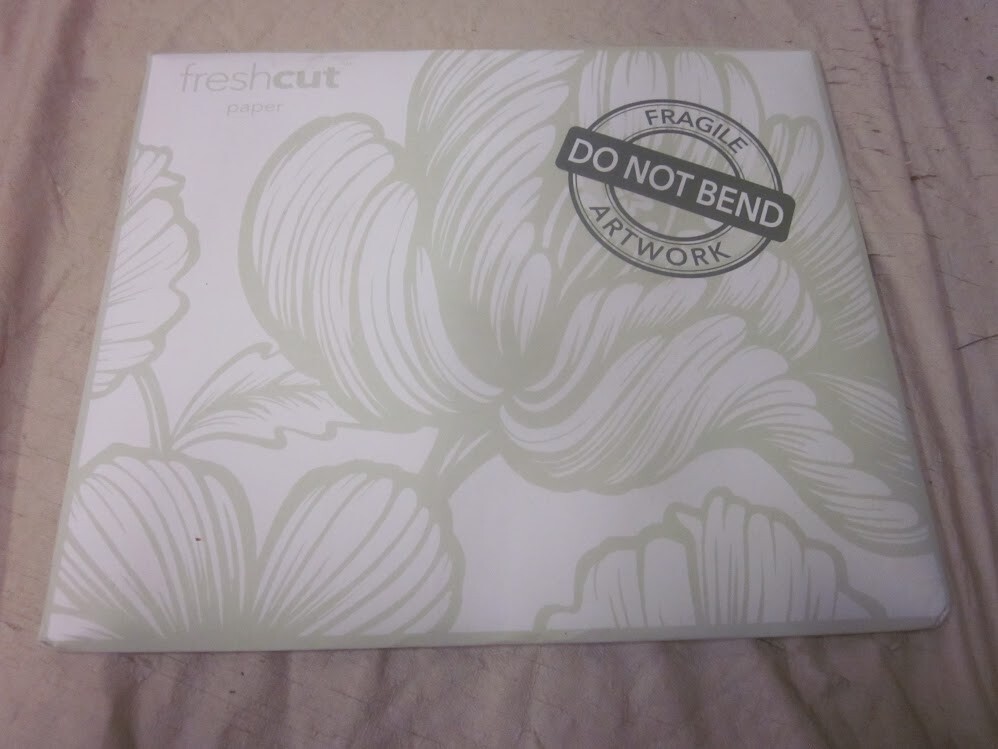 freshcut
paper
FRAGILE
DO NOT BEND
ARTWORK